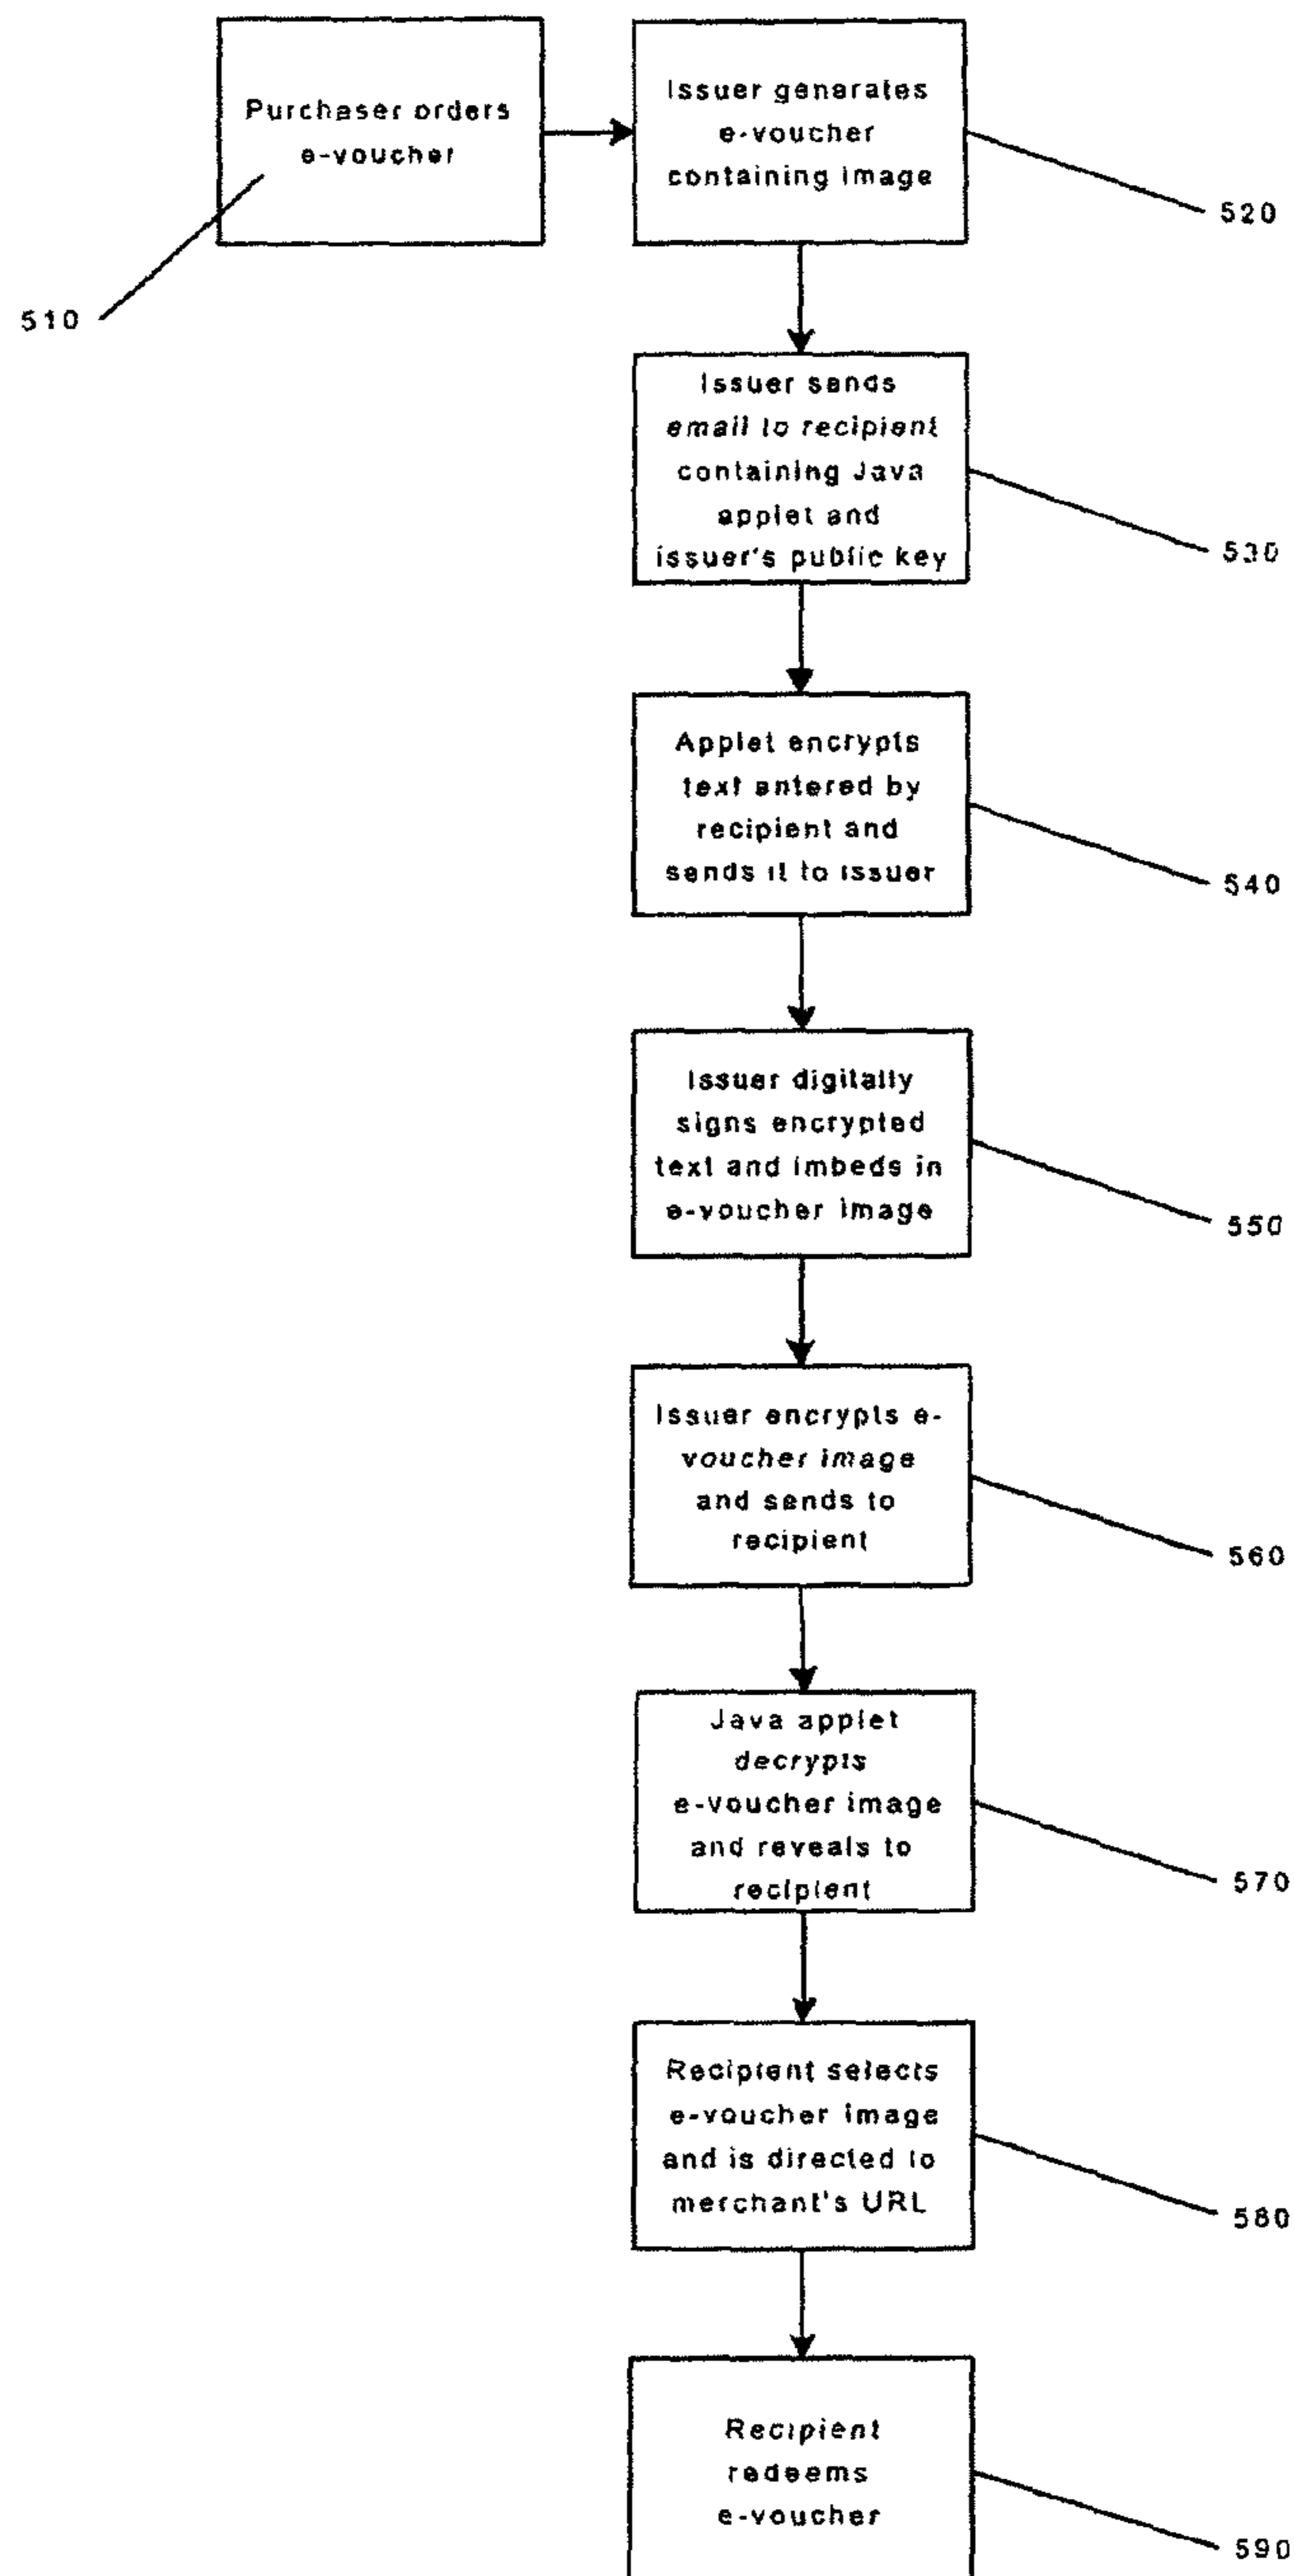 Purchaser orders
e-voucher
510
Issuer generates
e-voucher
containing image
520
Issuer sends
email to recipient
containing Java
applet and
issuer's public key
530
Applet encrypts
text entered by
recipient and
sends it to issuer
540
Issuer digitally
signs encrypted
text and imbeds in
e-voucher image
550
Issuer encrypts e-
voucher image
and sends to
recipient
560
Java applet
decrypts
e-voucher image
and reveals to
recipient
570
Recipient selects
e-voucher image
and is directed to
merchant's URL
580
Recipient
redeems
e-voucher
590